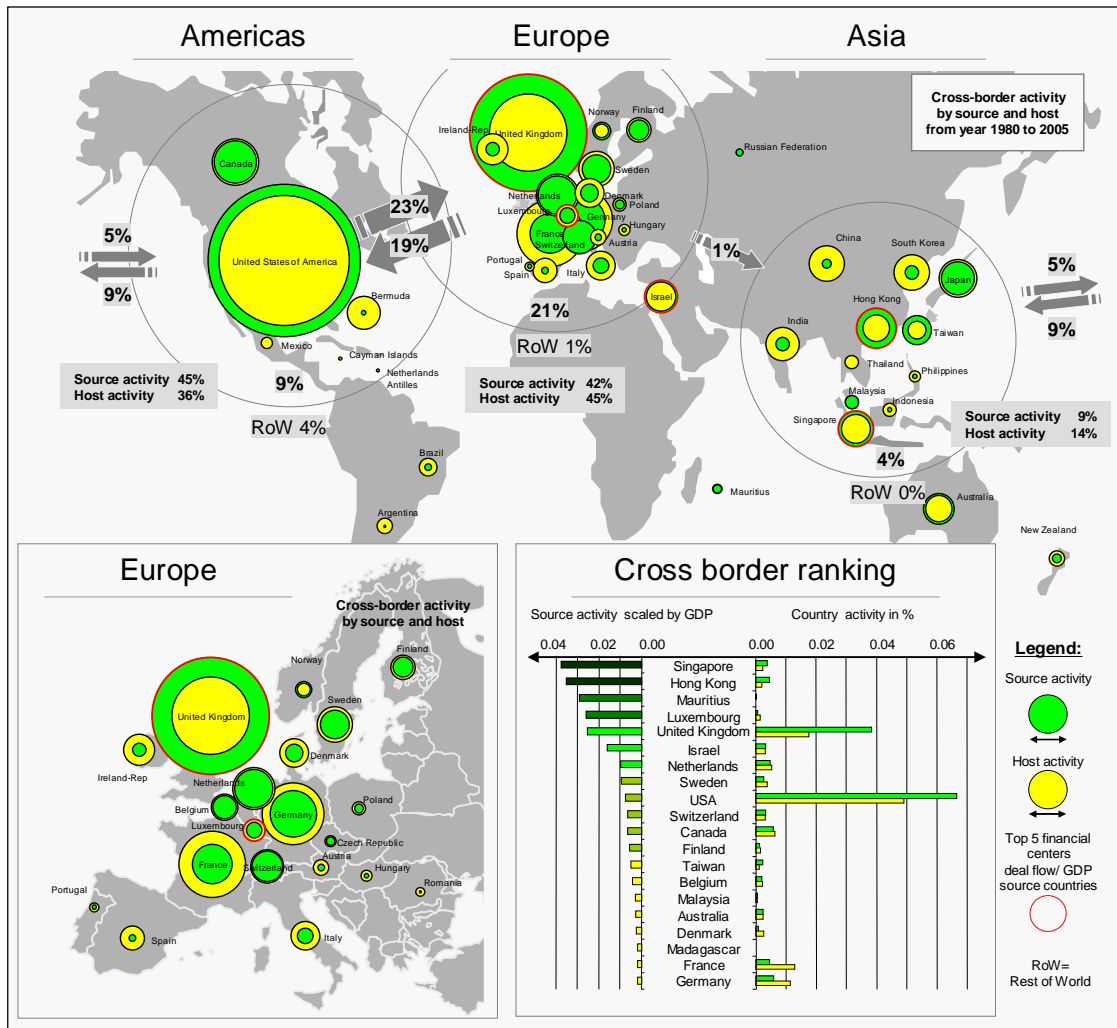 Americas
Europe
Asia
Cross-border activity
by source and host
from year 1980 to 2005
Norway
Finland
Ireland-Rep
United Kingdom
Russian Federation
Canada
Sweden
Netherlands
Denmark
Poland
Luxembourg
Germany
Hungary
France
Switzerland
Austria
Portugal
Spain
Italy
Israel
23%
19%
5%
9%
United States of America
Bermuda
Mexico
Cayman Islands
Netherlands
Antilles
9%
Source activity 45%
Host activity 36%
RoW 4%
21%
RoW 1%
Source activity 42%
Host activity 45%
1%
China
South Korea
Japan
Hong Kong
India
Taiwan
Thailand
Philippines
Malaysia
Indonesia
Singapore
5%
9%
Source activity 9%
Host activity 14%
4%
RoW 0%
Brazil
Argentina
Mauritius
Australia
New Zealand
Europe
Cross-border activity
by source and host
Norway
Finland
United Kingdom
Sweden
Ireland-Rep
Denmark
Netherlands
Belgium
Germany
Poland
Luxembourg
Czech Republic
France
Switzerland
Austria
Hungary
Romania
Portugal
Spain
Italy
Cross border ranking
Source activity scaled by GDP
Country activity in %
0.04 0.02 0.00 0.00 0.02 0.04 0.06
Singapore
Hong Kong
Mauritius
Luxembourg
United Kingdom
Israel
Netherlands
Sweden
USA
Switzerland
Canada
Finland
Taiwan
Belgium
Malaysia
Australia
Denmark
Madagascar
France
Germany
Legend:
Source activity
Host activity
Top 5 financial
centers
deal flow/ GDP
source countries
RoW=
Rest of World